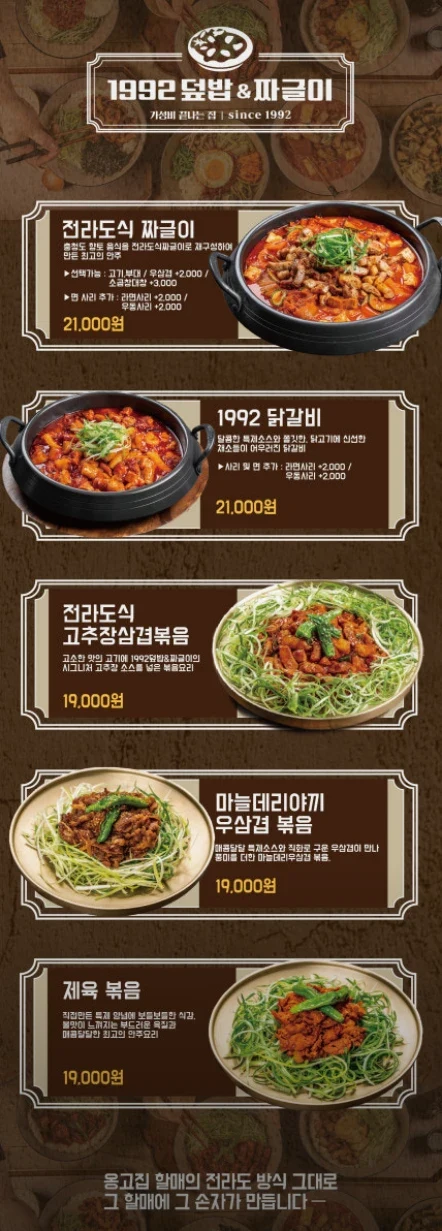 1992 덮밥 & 짜글이
가성비 끝나는 집 | since 1992
전라도식 짜글이
충청도 향토 음식을 전라도식짜글이로 재구성하여
만든 최고의 안주
▶선택가능 : 고기,부대 / 우삼겹 +2,000 /
소곱창대창 +3,000
▶면 사리 추가 : 라면사리 +2,000 /
우동사리 +2,000
21,000원
1992 닭갈비
달콤한 특제소스와 쫄깃한, 닭고기에 신선한
채소들이 어우러진 닭갈비
▶사리 및 면 추가 : 라면사리 +2,000 /
우동사리 +2,000
21,000원
전라도식
고추장삼겹볶음
고소한 맛의 고기에 1992덮밥&짜글이의
시그니처 고추장 소스를 넣은 볶음요리
19,000원
마늘데리야끼
우삼겹 볶음
매콤달달 특제소스와 직화로 구운 우삼겹이 만나
풍미를 더한 마늘데리우삼겹 볶음.
19,000원
제육 볶음
직접만든 특제 양념에 보들보들한 식감,
불맛이 느껴지는 부드러운 육질과
매콤달달한 최고의 안주요리
19,000원
옹고집 할매의 전라도 방식 그대로
그 할매에 그 손자가 만듭니다 —